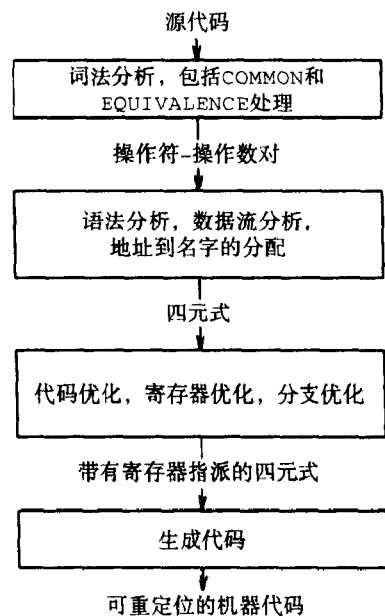 源代码
词法分析，包括COMMON和
EQUIVALENCE处理
操作符-操作数对
语法分析，数据流分析，
地址到名字的分配
四元式
代码优化，寄存器优化，分支优化
带有寄存器指派的四元式
生成代码
可重定位的机器代码